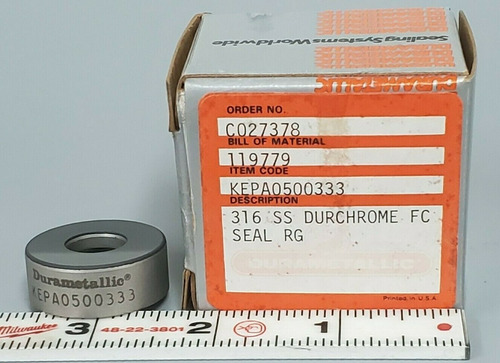 Sealing Systems Worldwide
DURAMETALLIC
ORDER NO.
C027378
BILL OF MATERIAL
119779
ITEM CODE
KEPA0500333
DESCRIPTION
316 SS DURCHROME FC
SEAL RG
DURAMETALLIC
Printed in U.S.A
Durametallic®
KEPA0500333
Milwaukee 3 48-22-3801 2 1